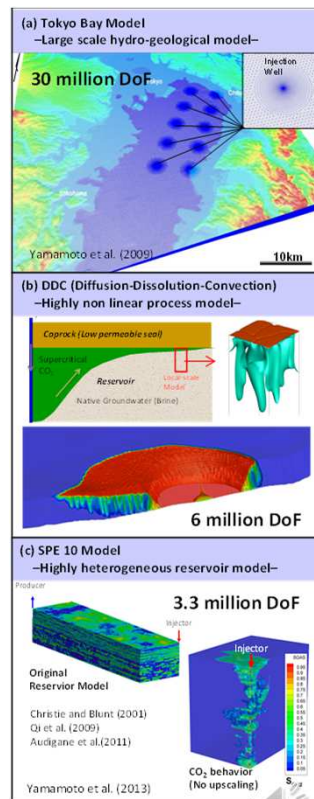 (a) Tokyo Bay Model
–Large scale hydro-geological model–
30 million DoF
Injection
Well
Yamamoto et al. (2009)
10km
(b) DDC (Diffusion-Dissolution-Convection)
–Highly non linear process model–
Caprock (Low permeable seal)
Supercritical
CO₂
Reservoir
Local scale
Model
Native Groundwater (Brine)
6 million DoF
(c) SPE 10 Model
–Highly heterogeneous reservoir model–
Producer
3.3 million DoF
Injector
Injector
Original
Reservior Model
Christie and Blunt (2001)
Qi et al. (2009)
Audigane et al.(2011)
CO₂ behavior
(No upscaling)
Yamamoto et al. (2013)